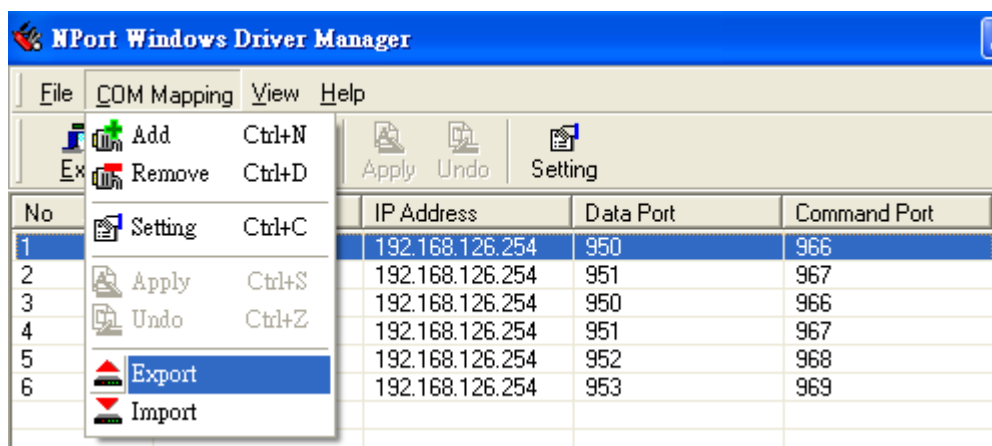 NPort Windows Driver Manager
File COM Mapping View Help
Add Ctrl+N
Remove Ctrl+D
Setting Ctrl+C
Apply Ctrl+S
Undo Ctrl+Z
Export
Import
Ex Apply Undo Setting
No IP Address Data Port Command Port
1 192.168.126.254 950 966
2 192.168.126.254 951 967
3 192.168.126.254 950 966
4 192.168.126.254 951 967
5 192.168.126.254 952 968
6 192.168.126.254 953 969